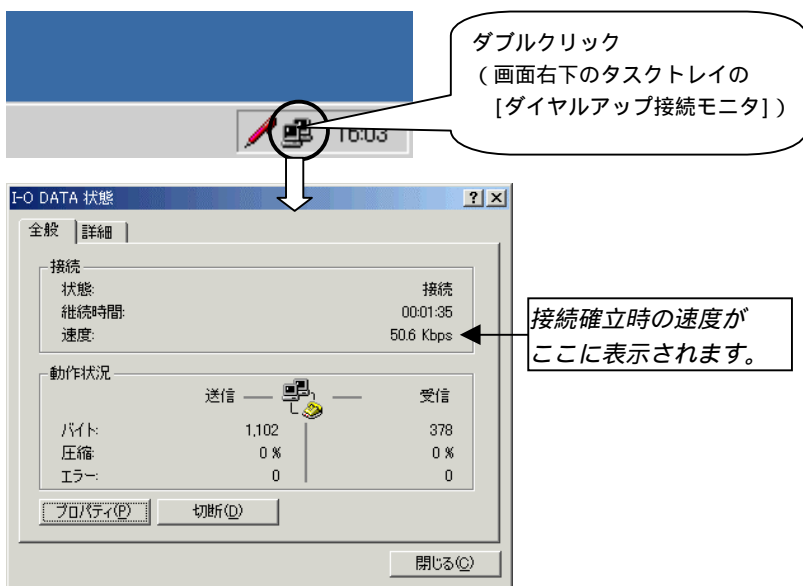 ダブルクリック
(画面右下のタスクトレイの
[ダイヤルアップ接続モニタ])
16:03
I-O DATA 状態
全般 詳細
接続
状態: 接続
継続時間: 00:01:35
速度: 50.6 Kbps
接続確立時の速度が
ここに表示されます。
動作状況
送信 受信
バイト: 1,102 378
圧縮: 0 % 0 %
エラー: 0 0
プロパティ(P) 切断(D)
閉じる(C)